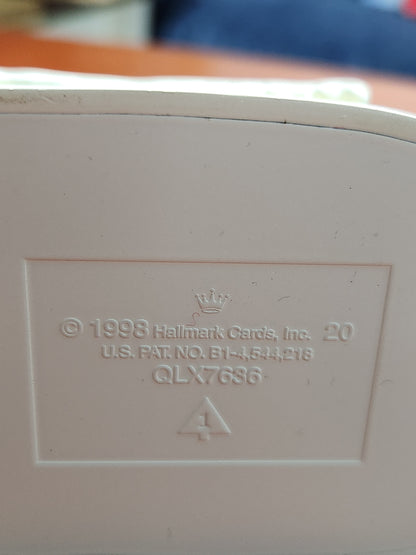 © 1998 Hallmark Cards, Inc. 20
U.S. PAT. NO. B1-4,544,218
QLX7686
4